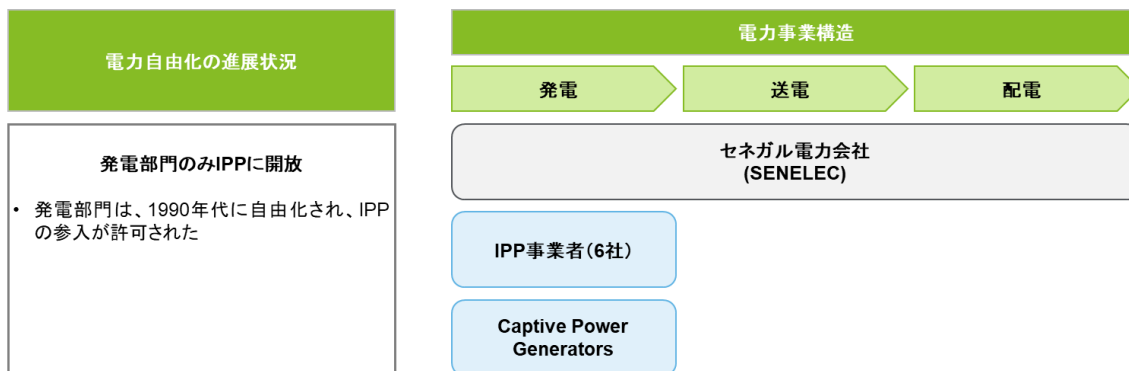 電力自由化の進展状況
発電部門のみIPPに開放
• 発電部門は、1990年代に自由化され、IPP
の参入が許可された
電力事業構造
発電
送電
配電
セネガル電力会社
(SENELEC)
IPP事業者(6社)
Captive Power
Generators